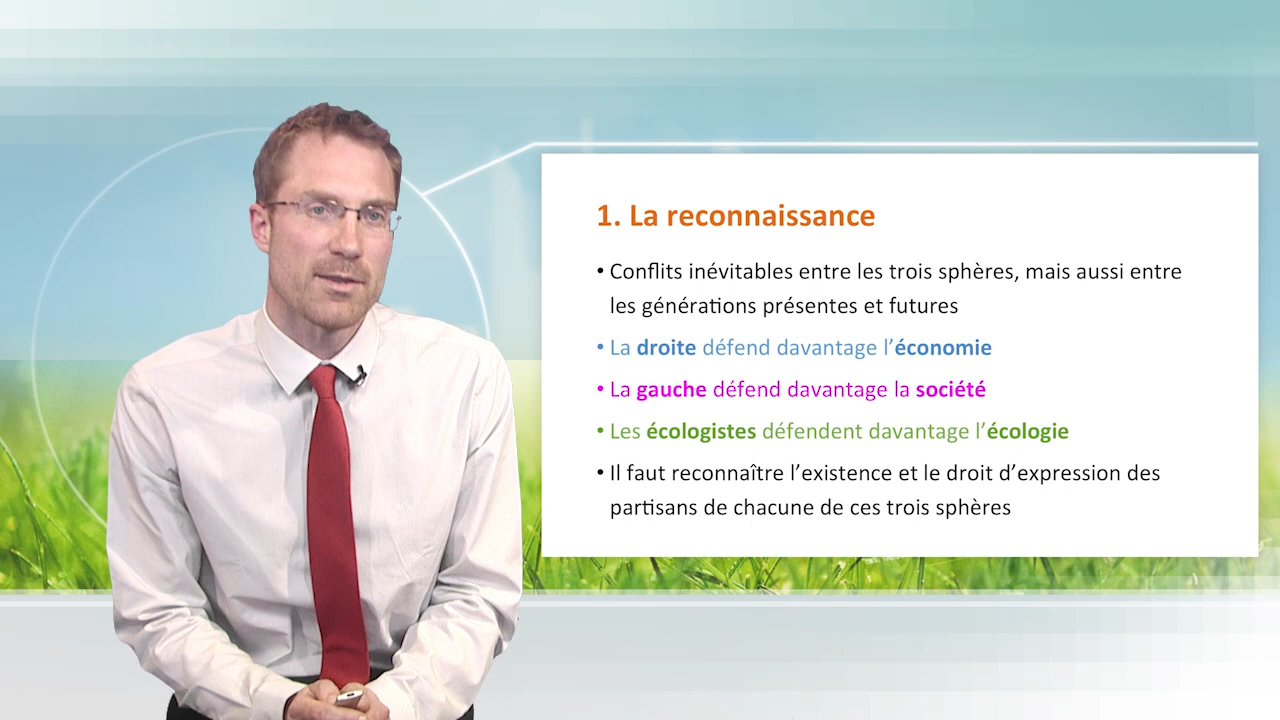 1. La reconnaissance
• Conflits inévitables entre les trois sphères, mais aussi entre
les générations présentes et futures
• La droite défend davantage l’économie
• La gauche défend davantage la société
• Les écologistes défendent davantage l’écologie
• Il faut reconnaître l’existence et le droit d’expression des
partisans de chacune de ces trois sphères